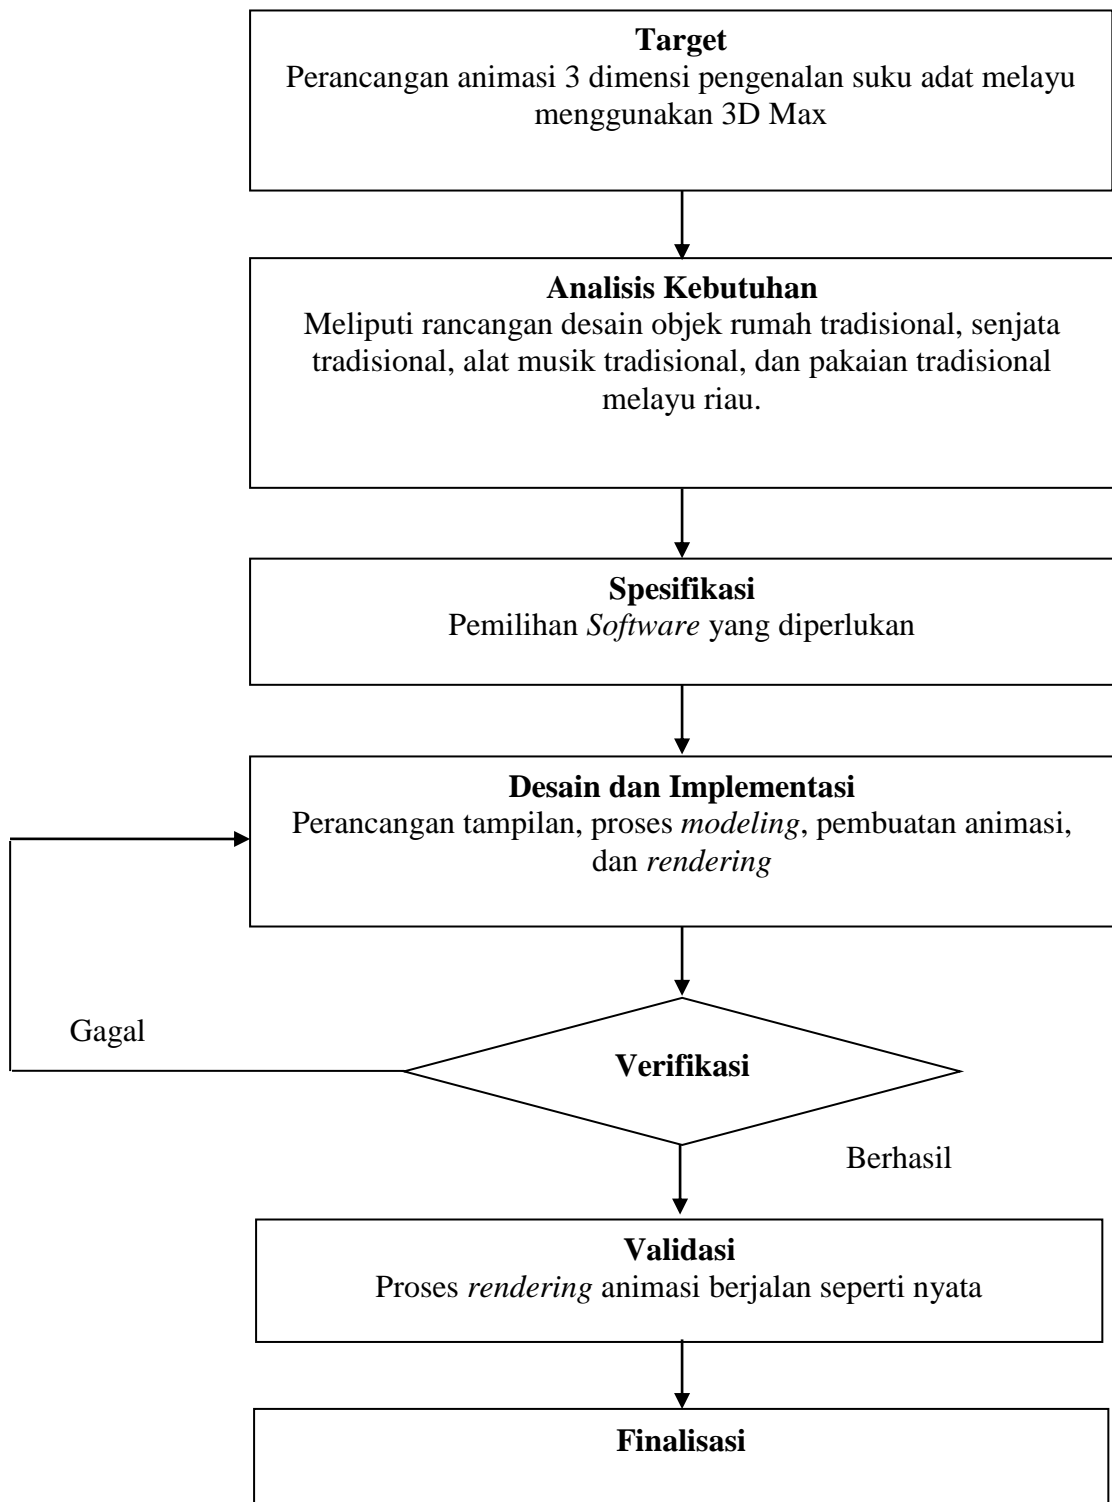 Target
Perancangan animasi 3 dimensi pengenalan suku adat melayu
menggunakan 3D Max
Analisis Kebutuhan
Meliputi rancangan desain objek rumah tradisional, senjata
tradisional, alat musik tradisional, dan pakaian tradisional
melayu riau.
Spesifikasi
Pemilihan Software yang diperlukan
Desain dan Implementasi
Perancangan tampilan, proses modeling, pembuatan animasi,
dan rendering
Gagal
Verifikasi
Berhasil
Validasi
Proses rendering animasi berjalan seperti nyata
Finalisasi